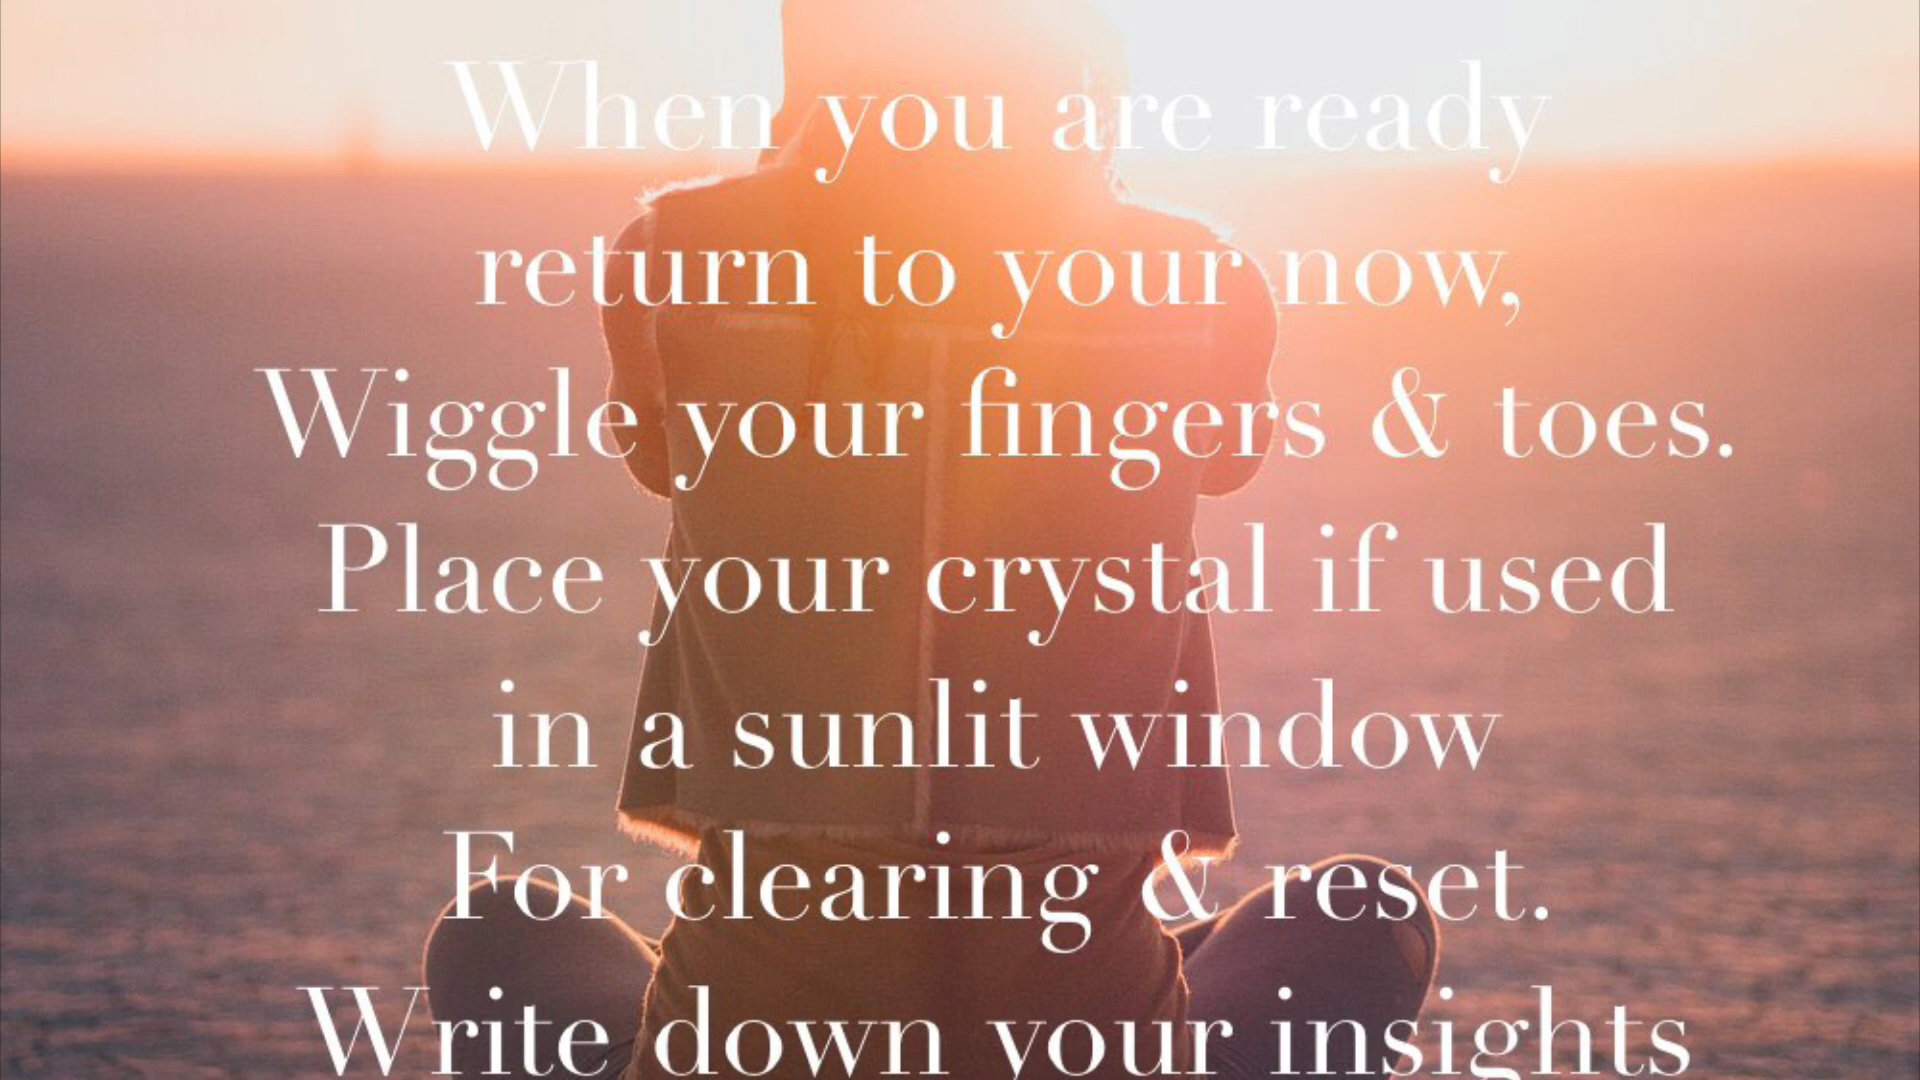 When you are ready
return to your now,
Wiggle your fingers & toes.
Place your crystal if used
in a sunlit window
For clearing & reset.
Write down your insights